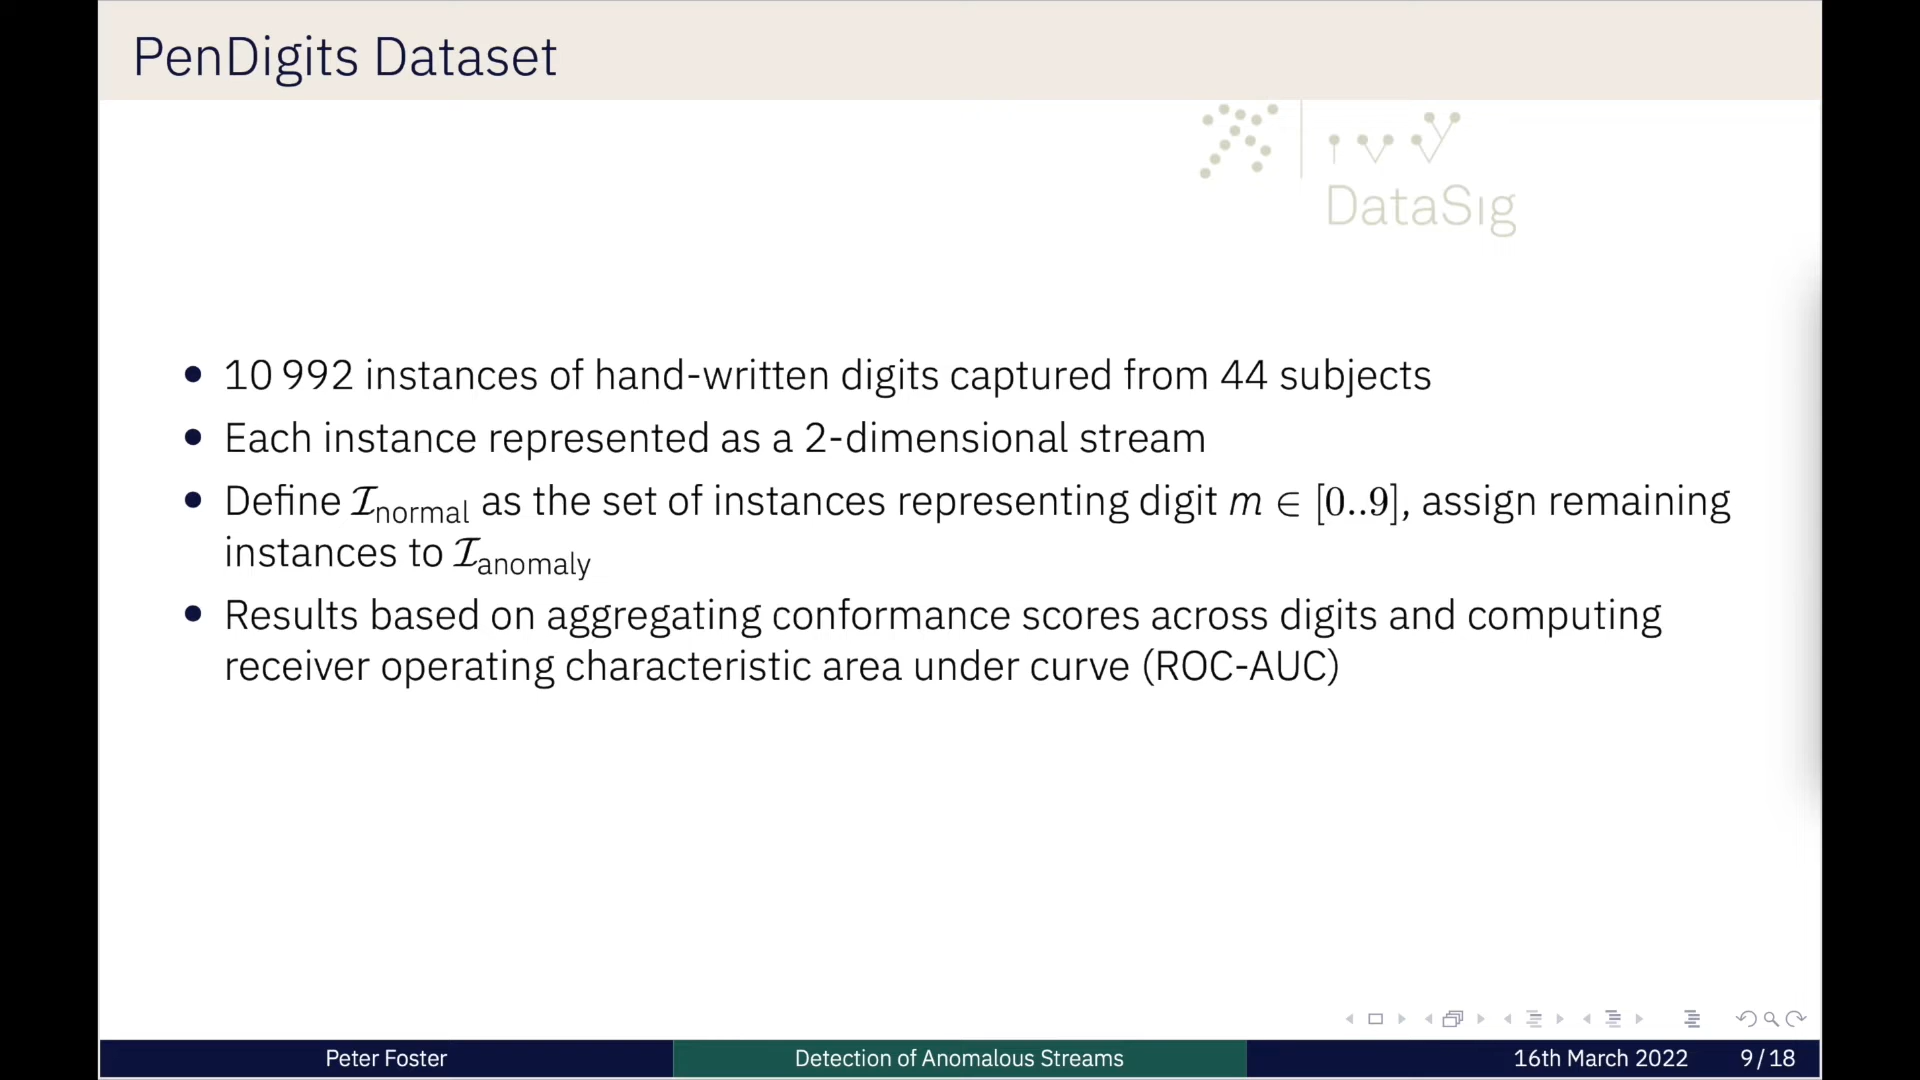 PenDigits Dataset
DataSıg
• 10 992 instances of hand-written digits captured from 44 subjects
• Each instance represented as a 2-dimensional stream
• Define ℐnormal as the set of instances representing digit m ∈ [0..9], assign remaining
instances to ℐanomaly
• Results based on aggregating conformance scores across digits and computing
receiver operating characteristic area under curve (ROC-AUC)
Peter Foster
Detection of Anomalous Streams
16th March 2022
9 / 18